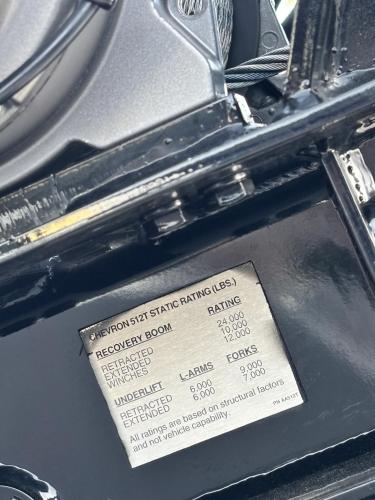 CHEVRON 512T STATIC RATING (LBS.)
RECOVERY BOOM RATING
RETRACTED 24,000
EXTENDED 10,000
WINCHES 12,000
UNDERLIFT L-ARMS FORKS
RETRACTED 6,000 9,000
EXTENDED 6,000 7,000
All ratings are based on structural factors
and not vehicle capability.